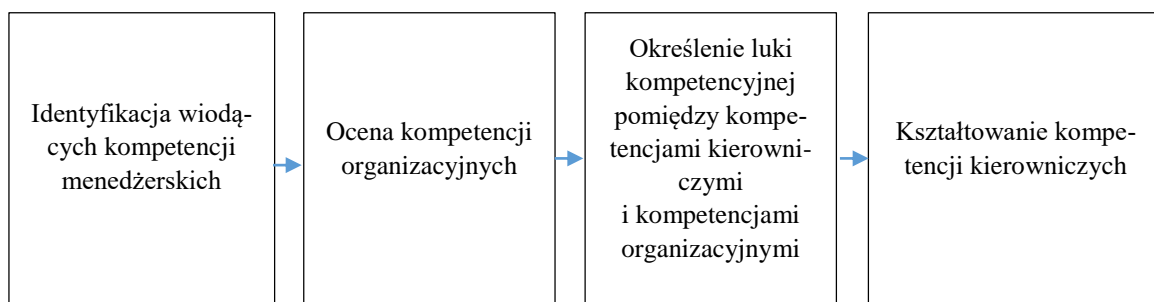 Identyfikacja wiodą-
cych kompetencji
menedżerskich
Ocena kompetencji
organizacyjnych
Określenie luki
kompetencyjnej
pomiędzy kompe-
tencjami kierowni-
czymi
i kompetencjami
organizacyjnymi
Kształtowanie kompe-
tencji kierowniczych